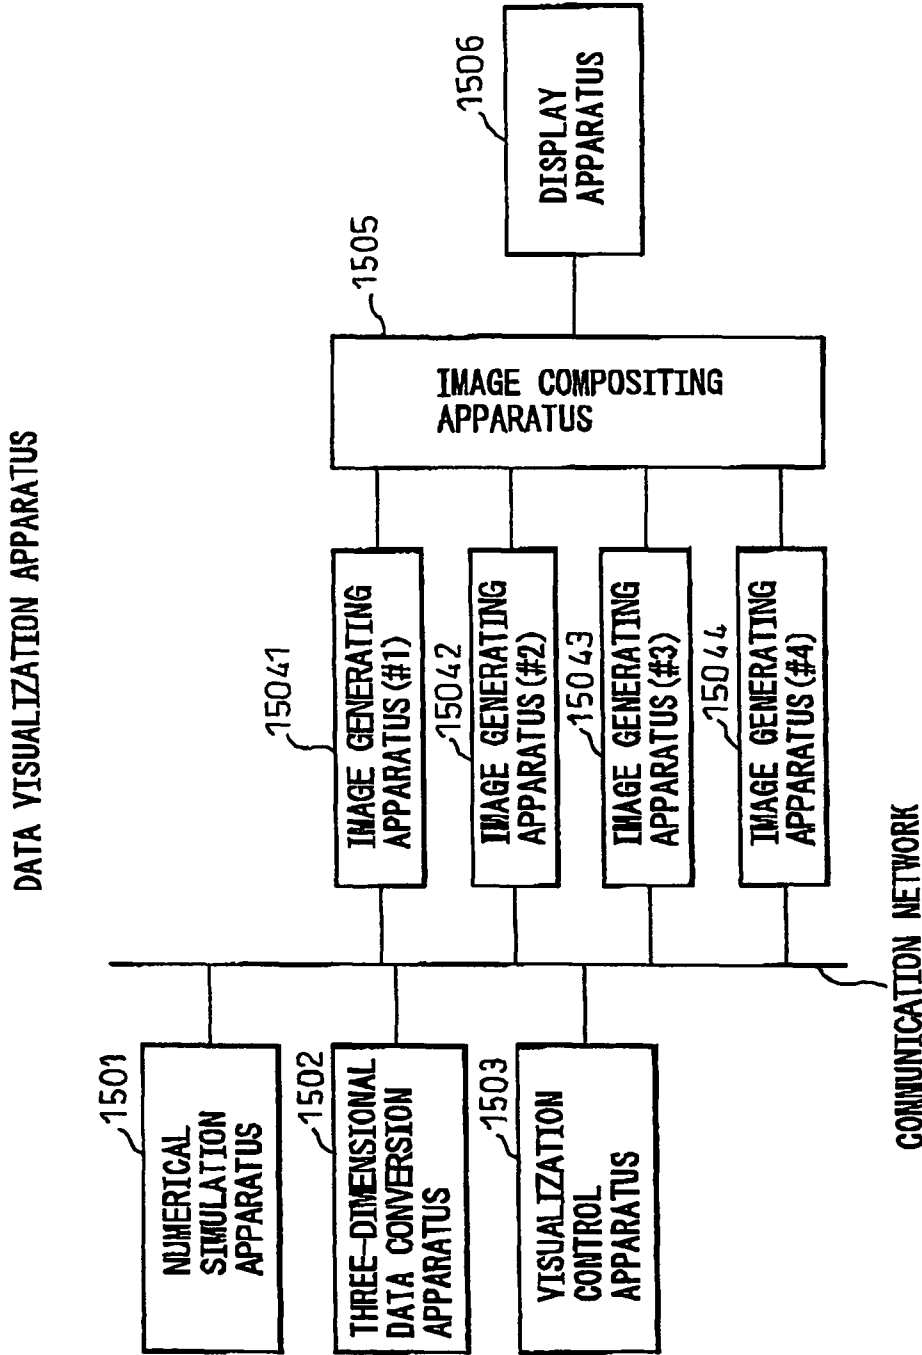 DATA VISUALIZATION APPARATUS
1501
NUMERICAL
SIMULATION
APPARATUS
1502
THREE-DIMENSIONAL
DATA CONVERSION
APPARATUS
1503
VISUALIZATION
CONTROL
APPARATUS
COMMUNICATION NETWORK
15041
IMAGE GENERATING
APPARATUS(#1)
15042
IMAGE GENERATING
APPARATUS(#2)
15043
IMAGE GENERATING
APPARATUS(#3)
15044
IMAGE GENERATING
APPARATUS(#4)
1505
IMAGE COMPOSITING
APPARATUS
1506
DISPLAY
APPARATUS